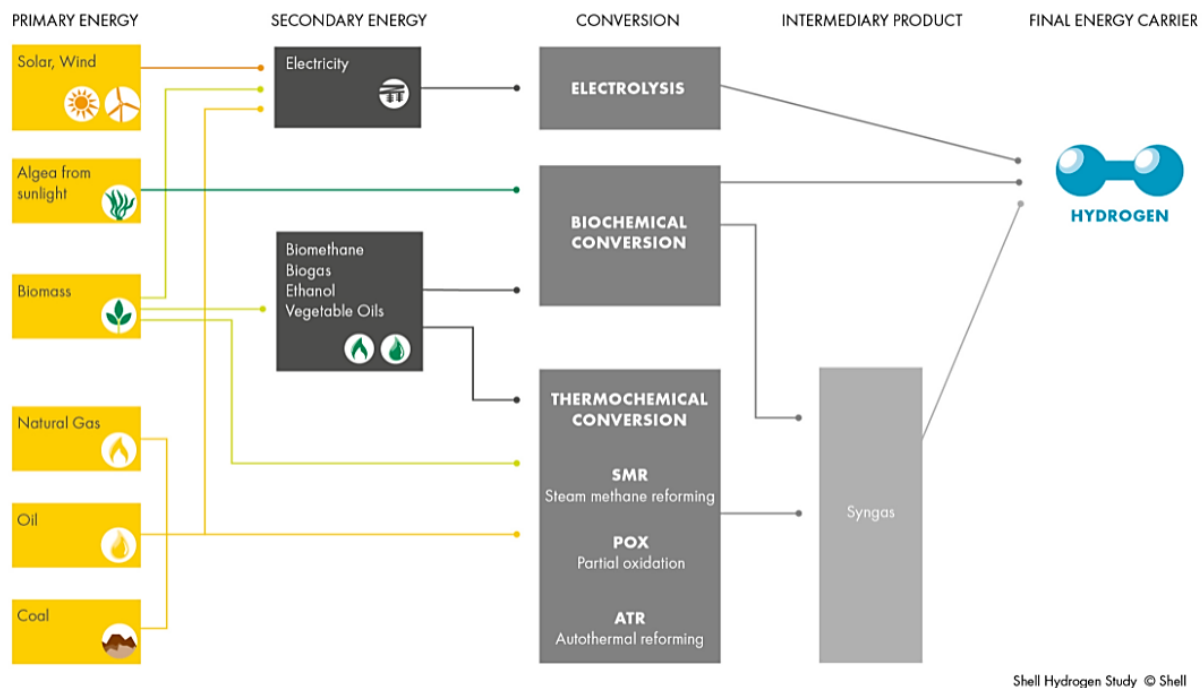 PRIMARY ENERGY
SECONDARY ENERGY
CONVERSION
INTERMEDIARY PRODUCT
FINAL ENERGY CARRIER
Solar, Wind
Electricity
ELECTROLYSIS
Algea from
sunlight
BIOCHEMICAL
CONVERSION
HYDROGEN
Biomass
Biomethane
Biogas
Ethanol
Vegetable Oils
Natural Gas
Oil
Coal
THERMOCHEMICAL
CONVERSION
SMR
Steam methane reforming
POX
Partial oxidation
ATR
Autothermal reforming
Syngas
Shell Hydrogen Study © Shell